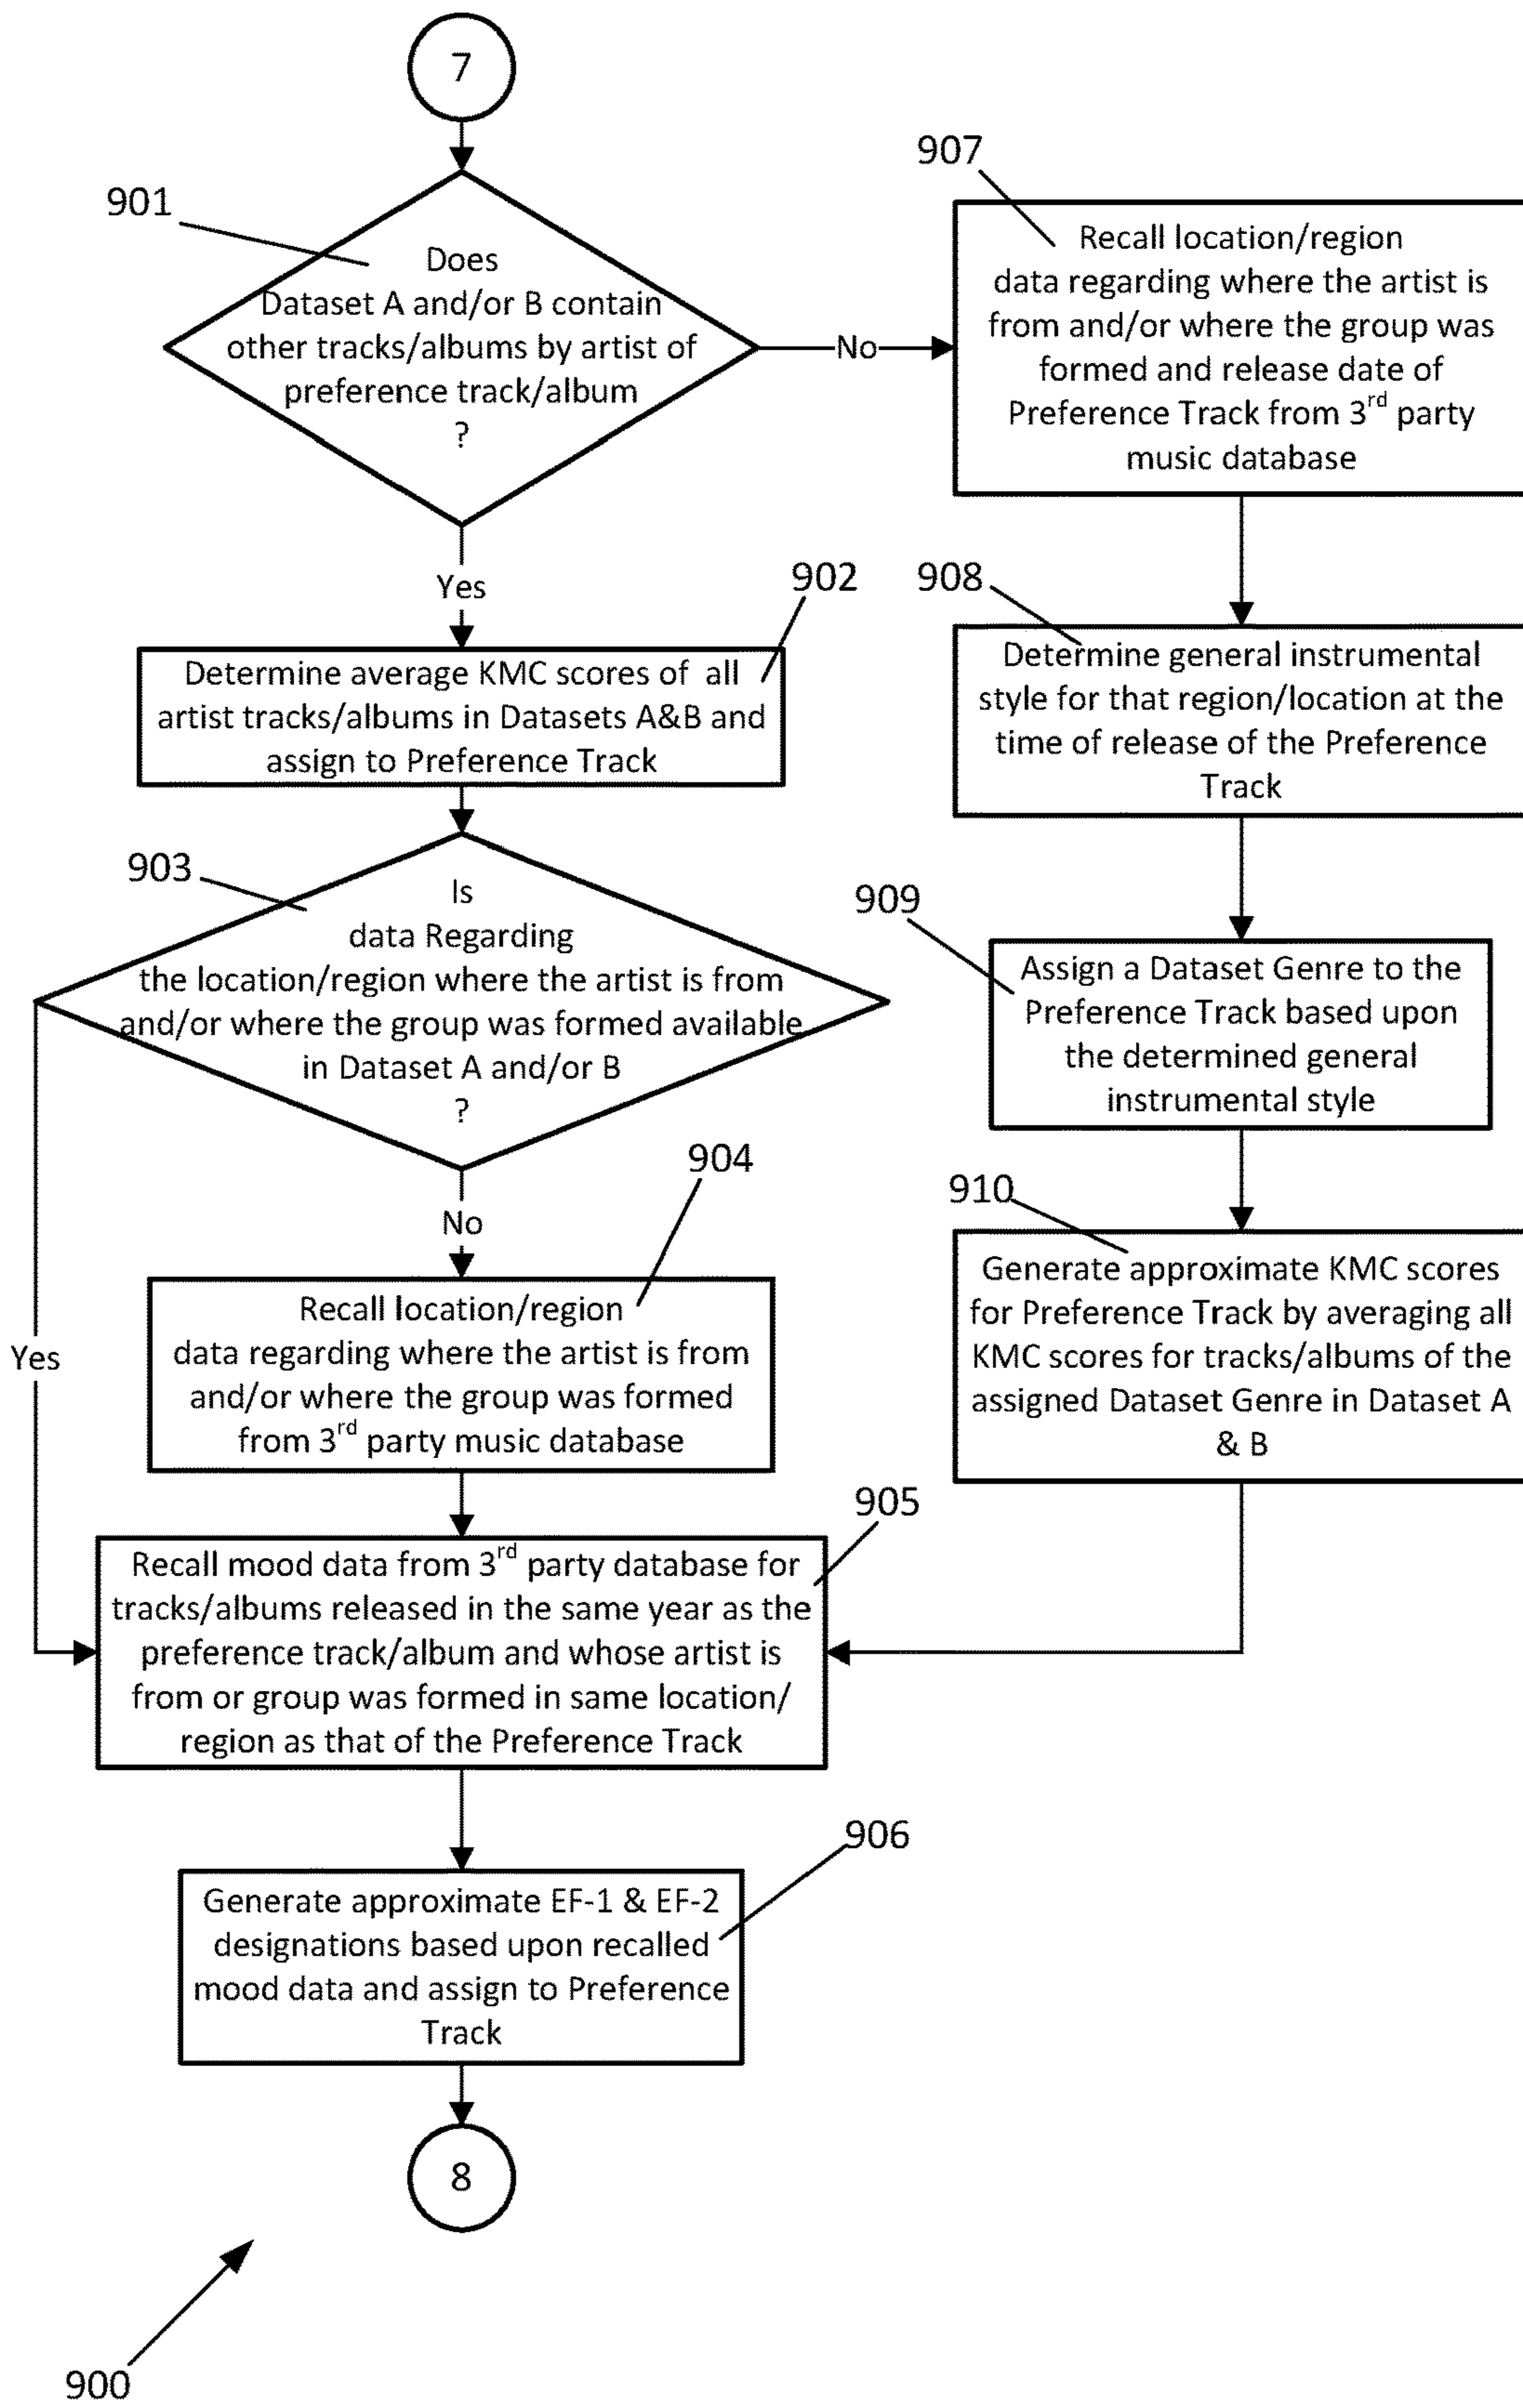 7
901
Does
Dataset A and/or B contain
other tracks/albums by artist of
preference track/album
?
No
Yes
902
Determine average KMC scores of all
artist tracks/albums in Datasets A&B and
assign to Preference Track
903
Is
data Regarding
the location/region where the artist is from
and/or where the group was formed available
in Dataset A and/or B
?
Yes
No
904
Recall location/region
data regarding where the artist is from
and/or where the group was formed
from 3rd party music database
905
Recall mood data from 3rd party database for
tracks/albums released in the same year as the
preference track/album and whose artist is
from or group was formed in same location/
region as that of the Preference Track
906
Generate approximate EF-1 & EF-2
designations based upon recalled
mood data and assign to Preference
Track
8
900
907
Recall location/region
data regarding where the artist is
from and/or where the group was
formed and release date of
Preference Track from 3rd party
music database
908
Determine general instrumental
style for that region/location at the
time of release of the Preference
Track
909
Assign a Dataset Genre to the
Preference Track based upon
the determined general
instrumental style
910
Generate approximate KMC scores
for Preference Track by averaging all
KMC scores for tracks/albums of the
assigned Dataset Genre in Dataset A
& B